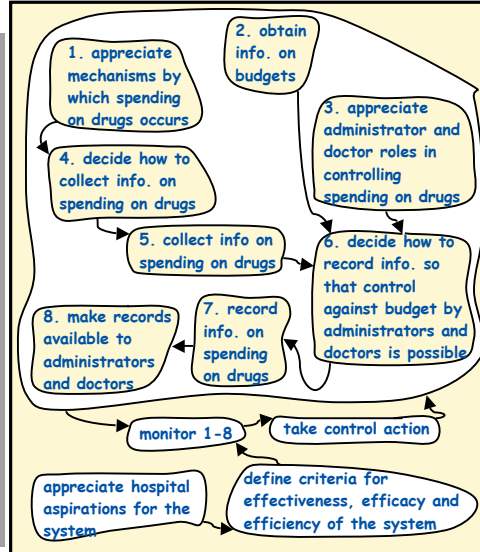 1. appreciate
mechanisms by
which spending
on drugs occurs
2. obtain
info. on
budgets
3. appreciate
administrator and
doctor roles in
controlling
spending on drugs
4. decide how to
collect info. on
spending on drugs
5. collect info on
spending on drugs
6. decide how to
record info. so
that control
against budget by
administrators and
doctors is possible
7. record
info. on
spending
on drugs
8. make records
available to
administrators
and doctors
monitor 1-8
take control action
appreciate hospital
aspirations for the
system
define criteria for
effectiveness, efficacy and
efficiency of the system